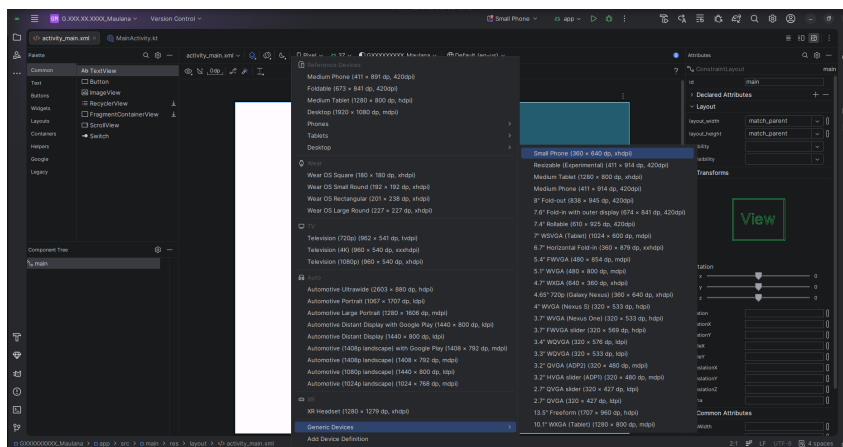 GM G.XXX.XX.XXXX_Maulana Version Control
Small Phone app
activity_main.xml MainActivity.kt
Palette
Common
Text
Buttons
Widgets
Layouts
Containers
Helpers
Google
Legacy
Ab TextView
Button
ImageView
RecyclerView
FragmentContainerView
ScrollView
Switch
Component Tree
main
activity_main.xml
0dp
Reference Devices
Medium Phone (411 × 891 dp, 420dpi)
Foldable (673 × 841 dp, 420dpi)
Medium Tablet (1280 × 800 dp, hdpi)
Desktop (1920 × 1080 dp, mdpi)
Phones
Tablets
Desktop
Wear
Wear OS Square (180 × 180 dp, xhdpi)
Wear OS Small Round (192 × 192 dp, xhdpi)
Wear OS Rectangular (201 × 238 dp, xhdpi)
Wear OS Large Round (227 × 227 dp, xhdpi)
TV
Television (720p) (962 × 541 dp, tvdpi)
Television (4K) (960 × 540 dp, xxxhdpi)
Television (1080p) (960 × 540 dp, xhdpi)
Auto
Automotive Ultrawide (2603 × 880 dp, hdpi)
Automotive Portrait (1067 × 1707 dp, ldpi)
Automotive Large Portrait (1280 × 1606 dp, mdpi)
Automotive Distant Display with Google Play (1440 × 800 dp, ldpi)
Automotive Distant Display (1440 × 800 dp, ldpi)
Automotive (1408p landscape) with Google Play (1408 × 792 dp, mdpi)
Automotive (1408p landscape) (1408 × 792 dp, mdpi)
Automotive (1080p landscape) (1440 × 800 dp, ldpi)
Automotive (1024p landscape) (1024 × 768 dp, mdpi)
XR
XR Headset (1280 × 1279 dp, xhdpi)
Generic Devices
Add Device Definition
Small Phone (360 × 640 dp, xhdpi)
Resizable (Experimental) (411 × 914 dp, 420dpi)
Medium Tablet (1280 × 800 dp, xhdpi)
Medium Phone (411 × 914 dp, 420dpi)
8" Fold-out (838 × 945 dp, 420dpi)
7.6" Fold-in with outer display (674 × 841 dp, 420dpi)
7.4" Rollable (610 × 925 dp, 420dpi)
7" WSVGA (Tablet) (1024 × 600 dp, mdpi)
6.7" Horizontal Fold-in (360 × 879 dp, xxhdpi)
5.4" FWVGA (480 × 854 dp, mdpi)
5.1" WVGA (480 × 800 dp, mdpi)
4.7" WXGA (640 × 360 dp, xhdpi)
4.65" 720p (Galaxy Nexus) (360 × 640 dp, xhdpi)
4" WVGA (Nexus S) (320 × 533 dp, hdpi)
3.7" WVGA (Nexus One) (320 × 533 dp, hdpi)
3.7" FWVGA slider (320 × 569 dp, hdpi)
3.4" WQVGA (320 × 576 dp, ldpi)
3.3" WQVGA (320 × 533 dp, ldpi)
3.2" QVGA (ADP2) (320 × 480 dp, mdpi)
3.2" HVGA slider (ADP1) (320 × 480 dp, mdpi)
2.7" QVGA slider (320 × 427 dp, ldpi)
2.7" QVGA (320 × 427 dp, ldpi)
13.5" Freeform (1707 × 960 dp, hdpi)
10.1" WXGA (Tablet) (1280 × 800 dp, mdpi)
Attributes
ConstraintLayout main
id main
Declared Attributes
Layout
layout_width match_parent
layout_height match_parent
Transforms
View
x 0
y 0
z 0
Common Attributes
GXXXXXXXXX_Maulana > app > src > main > res > layout > activity_main.xml
2:1 LF UTF-8 4 spaces